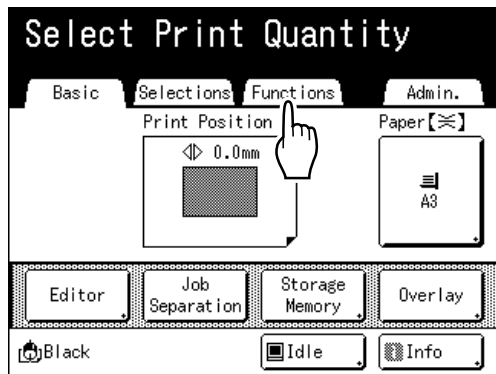 Select Print Quantity
Basic Selections Functions Admin.
Print Position Paper【※】
0.0mm
A3
Editor Job Separation Storage Memory Overlay
Black Idle Info